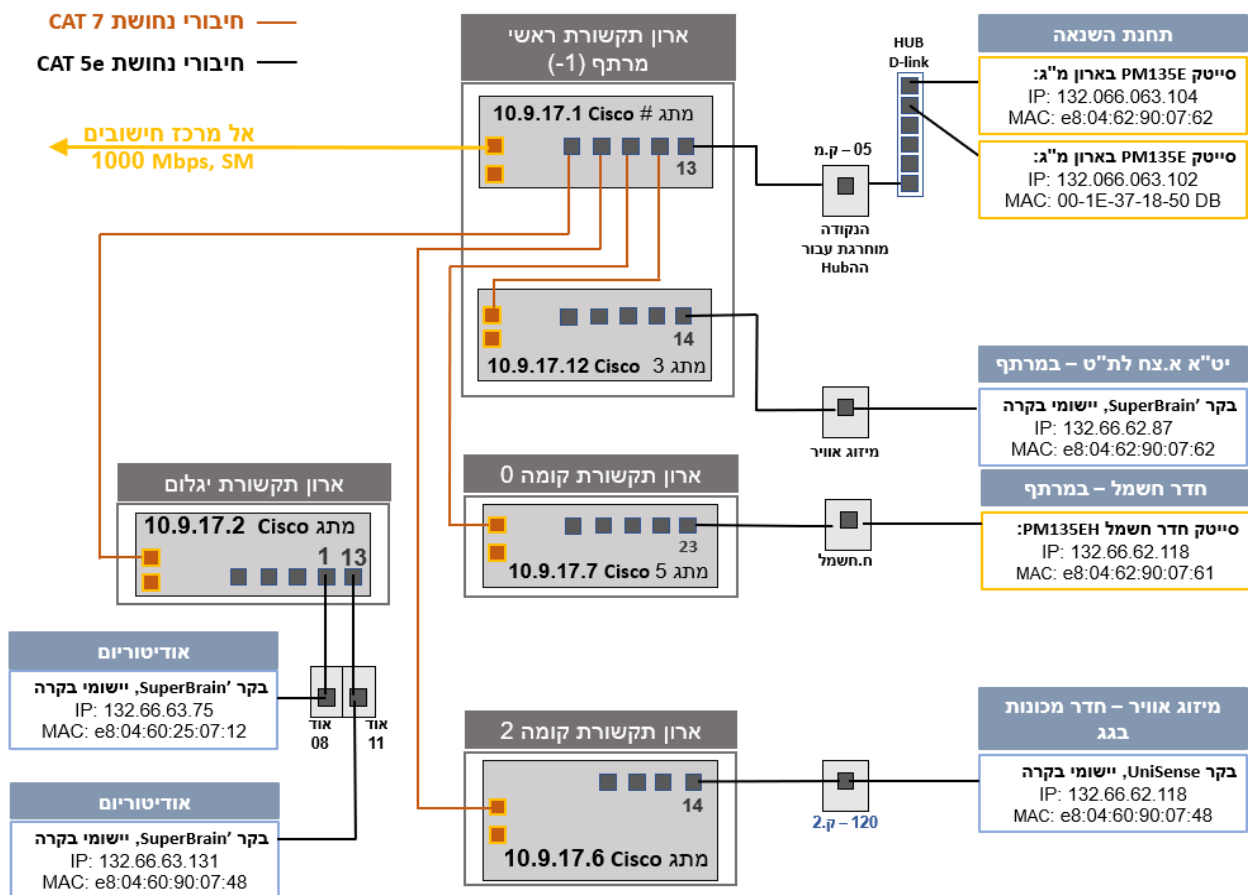 חיבורי נחושת CAT 7
חיבורי נחושת CAT 5e
אל מרכז חישובים
1000 Mbps, SM
ארון תקשורת ראשי
מרתף (1-)
מתג # Cisco 10.9.17.1
13
מתג 3 Cisco 10.9.17.12
14
HUB
D-link
05 – ק.מ
הנקודה
מוחרגת עבור
הHub
תחנת השנאה
סייטק PM135E בארון מ"ג:
IP: 132.066.063.104
MAC: e8:04:62:90:07:62
סייטק PM135E בארון מ"ג:
IP: 132.066.063.102
MAC: 00-1E-37-18-50 DB
יט"א א.צח לת"ט – במרתף
בקר SuperBrain’, יישומי בקרה
IP: 132.66.62.87
MAC: e8:04:62:90:07:62
מיזוג אוויר
ארון תקשורת קומה 0
23
מתג 5 Cisco 10.9.17.7
ח.חשמל
חדר חשמל – במרתף
סייטק חדר חשמל PM135EH:
IP: 132.66.62.118
MAC: e8:04:62:90:07:61
ארון תקשורת יגלום
מתג Cisco 10.9.17.2
1 13
אודיטוריום
בקר SuperBrain’, יישומי בקרה
IP: 132.66.63.75
MAC: e8:04:60:25:07:12
אוד
08
אוד
11
אודיטוריום
בקר SuperBrain’, יישומי בקרה
IP: 132.66.63.131
MAC: e8:04:60:90:07:48
ארון תקשורת קומה 2
14
מתג Cisco 10.9.17.6
120 – ק.2
מיזוג אוויר – חדר מכונות
בגג
בקר UniSense, יישומי בקרה
IP: 132.66.62.118
MAC: e8:04:60:90:07:48